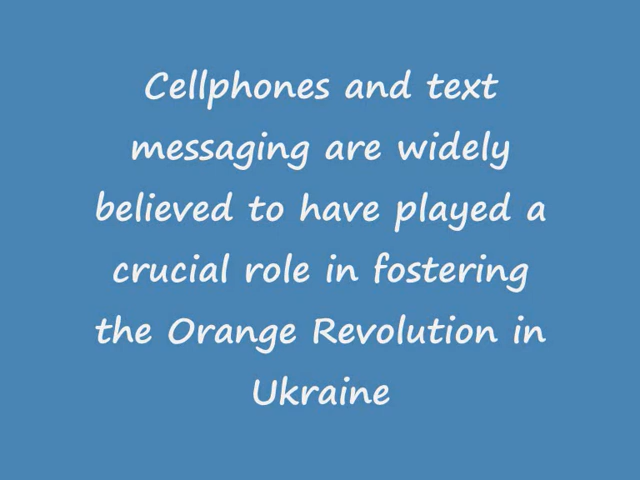 Cellphones and text
messaging are widely
believed to have played a
crucial role in fostering
the Orange Revolution in
Ukraine